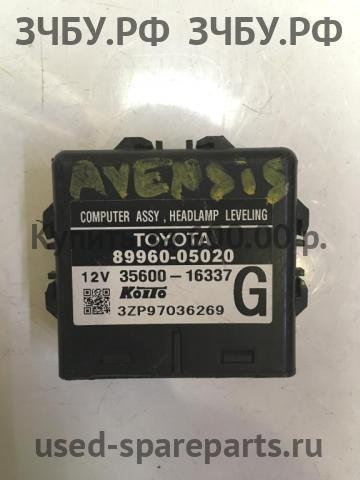 ЗЧБУ.РФ ЗЧБУ.РФ
AVENSIS
COMPUTER ASSY , HEADLAMP LEVELING
TOYOTA
89960-05020
12V 35600-16337 G
KOITO
3ZP97036269
used-spareparts.ru